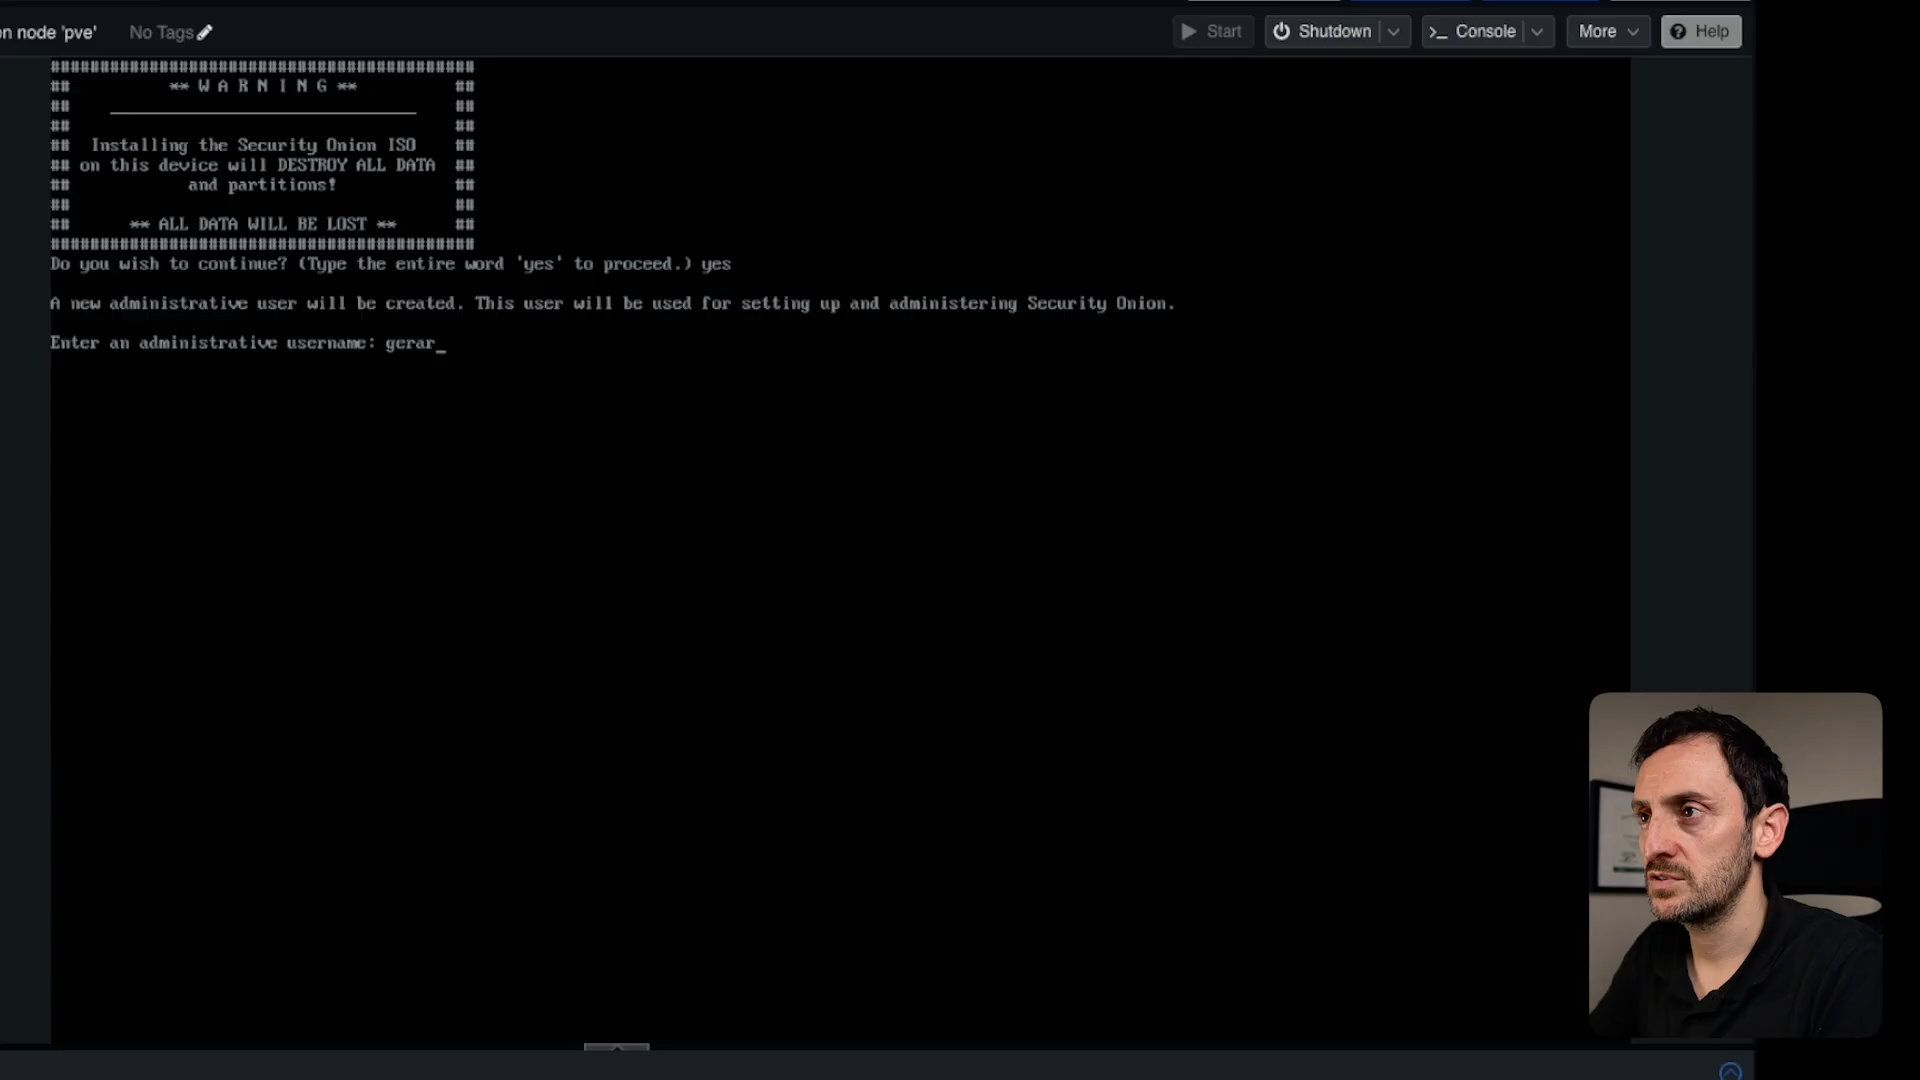 on node 'pve' No Tags Start Shutdown Console More Help
###########################################
## ** W A R N I N G ** ##
## _______________________________ ##
## ##
## Installing the Security Onion ISO ##
## on this device will DESTROY ALL DATA ##
## and partitions! ##
## ##
## ** ALL DATA WILL BE LOST ** ##
###########################################
Do you wish to continue? (Type the entire word 'yes' to proceed.) yes
A new administrative user will be created. This user will be used for setting up and administering Security Onion.
Enter an administrative username: gerar_